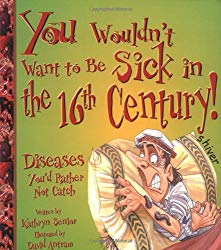 You Wouldn't
Want to Be Sick in
the 16th Century!
Diseases
You'd Rather
Not Catch
shiver
Written by
Kathryn Senior
Illustrated by
David Antram